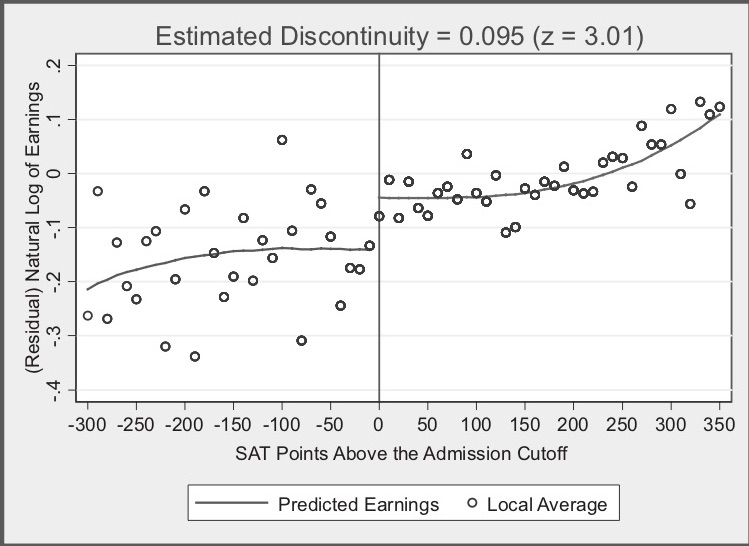 Estimated Discontinuity = 0.095 (z = 3.01)
(Residual) Natural Log of Earnings
.2
.1
0
-.1
-.2
-.3
-.4
-300 -250 -200 -150 -100 -50 0 50 100 150 200 250 300 350
SAT Points Above the Admission Cutoff
Predicted Earnings Local Average